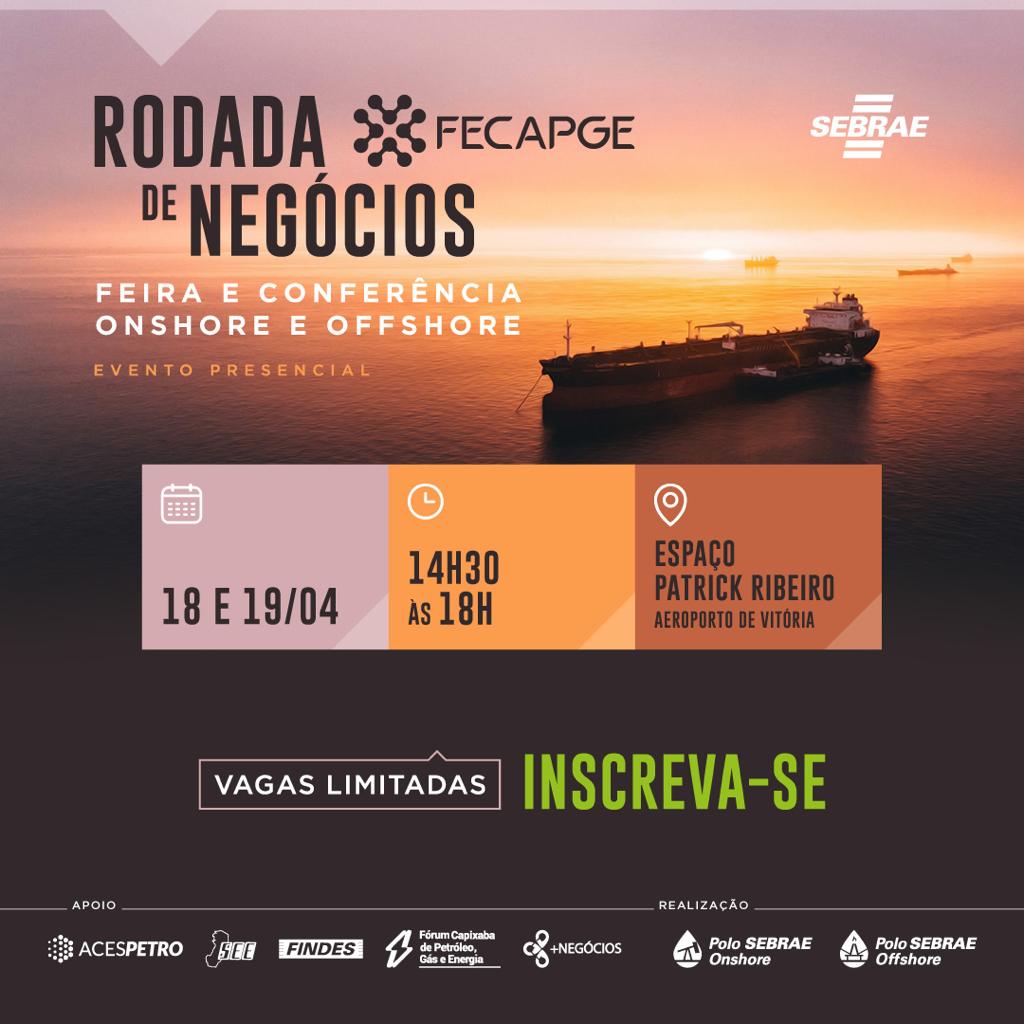 RODADA FECAPGE
DE NEGÓCIOS
SEBRAE
FEIRA E CONFERÊNCIA
ONSHORE E OFFSHORE
EVENTO PRESENCIAL
18 E 19/04
14H30
ÀS 18H
ESPAÇO
PATRICK RIBEIRO
AEROPORTO DE VITÓRIA
VAGAS LIMITADAS
INSCREVA-SE
APOIO
ACESPETRO
FINDES
Fórum Capixaba
de Petróleo,
Gás e Energia
+NEGÓCIOS
REALIZAÇÃO
Polo SEBRAE
Onshore
Polo SEBRAE
Offshore